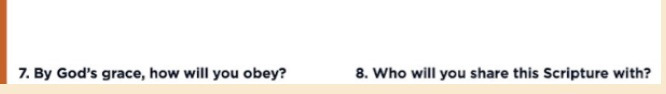 7. By God's grace, how will you obey?
8. Who will you share this Scripture with?